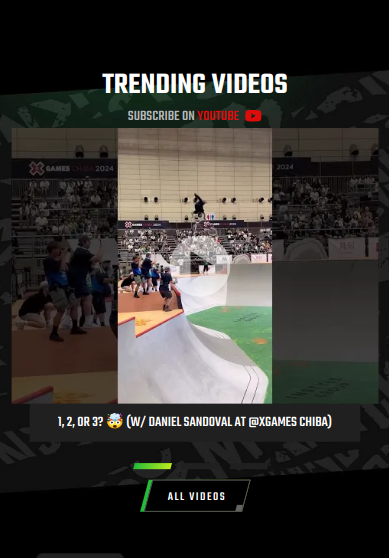 TRENDING VIDEOS
SUBSCRIBE ON YOUTUBE
X GAMES CHIBA 2024
2024
1, 2, OR 3? 🤯 (W/ DANIEL SANDOVAL AT @XGAMES CHIBA)
ALL VIDEOS